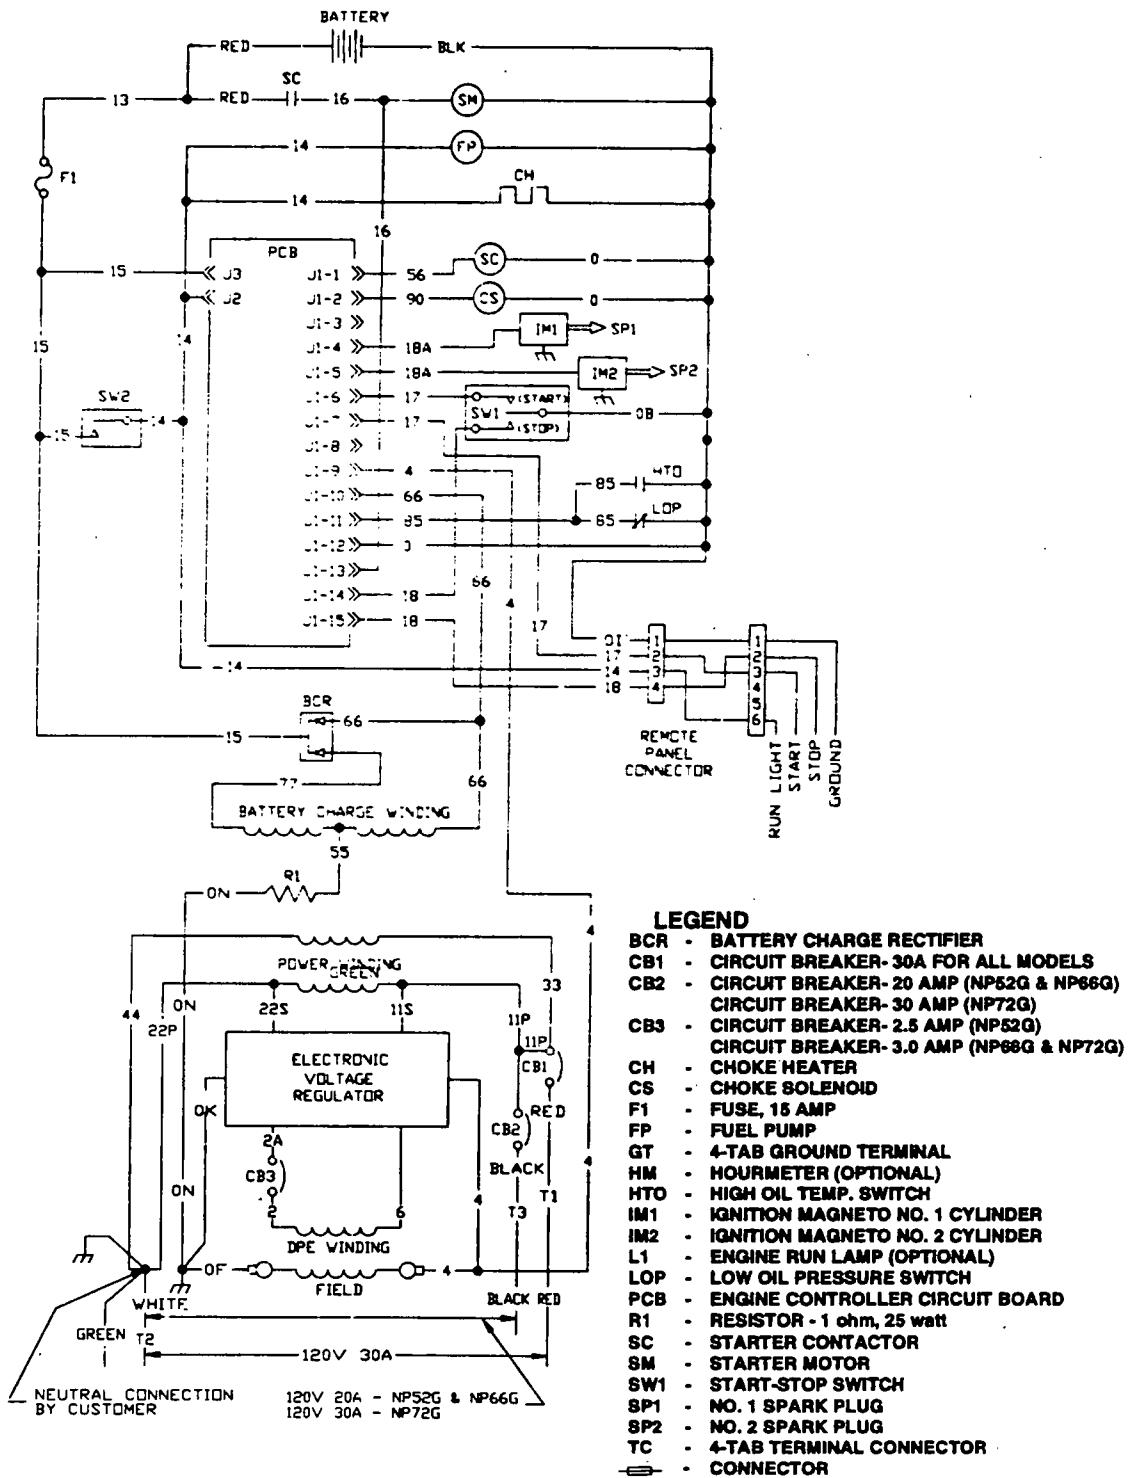 BATTERY
RED
BLK
SC
13
RED
16
SM
14
FP
F1
CH
14
16
PCB
15
J3
J1-1
56
SC
0
J2
J1-2
90
CS
0
J1-3
IM1
SP1
14
15
J1-4
18A
J1-5
18A
IM2
SP2
SW2
J1-6
17
(START)
SW1
0B
14
J1-7
17
(STOP)
15
J1-8
J1-9
4
HTO
85
J1-10
66
LOP
J1-11
85
85
J1-12
0
J1-13
66
J1-14
18
4
J1-15
18
17
1
1
17
2
2
14
14
3
3
18
4
4
5
6
BCR
66
15
REMOTE
PANEL
CONNECTOR
RUN LIGHT
START
STOP
GROUND
77
66
BATTERY CHARGE WINDING
55
R1
0N
4
POWER WINDING
GREEN
33
44
22P
0N
22S
11S
11P
11P
ELECTRONIC
VOLTAGE
REGULATOR
CB1
0K
RED
CB2
2A
BLACK
CB3
4
0N
2
6
4
T3
T1
DPE WINDING
0F
4
FIELD
WHITE
BLACK RED
GREEN T2
120V 30A
NEUTRAL CONNECTION
BY CUSTOMER
120V 20A - NP52G & NP66G
120V 30A - NP72G
LEGEND
BCR - BATTERY CHARGE RECTIFIER
CB1 - CIRCUIT BREAKER- 30A FOR ALL MODELS
CB2 - CIRCUIT BREAKER- 20 AMP (NP52G & NP66G)
CIRCUIT BREAKER- 30 AMP (NP72G)
CB3 - CIRCUIT BREAKER- 2.5 AMP (NP52G)
CIRCUIT BREAKER- 3.0 AMP (NP66G & NP72G)
CH - CHOKE HEATER
CS - CHOKE SOLENOID
F1 - FUSE, 15 AMP
FP - FUEL PUMP
GT - 4-TAB GROUND TERMINAL
HM - HOURMETER (OPTIONAL)
HTO - HIGH OIL TEMP. SWITCH
IM1 - IGNITION MAGNETO NO. 1 CYLINDER
IM2 - IGNITION MAGNETO NO. 2 CYLINDER
L1 - ENGINE RUN LAMP (OPTIONAL)
LOP - LOW OIL PRESSURE SWITCH
PCB - ENGINE CONTROLLER CIRCUIT BOARD
R1 - RESISTOR - 1 ohm, 25 watt
SC - STARTER CONTACTOR
SM - STARTER MOTOR
SW1 - START-STOP SWITCH
SP1 - NO. 1 SPARK PLUG
SP2 - NO. 2 SPARK PLUG
TC - 4-TAB TERMINAL CONNECTOR
- CONNECTOR